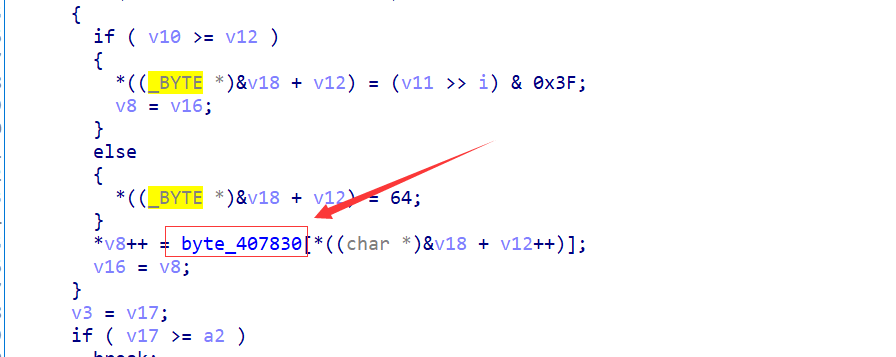 {
if ( v10 >= v12 )
{
*((_BYTE *)&v18 + v12) = (v11 >> i) & 0x3F;
v8 = v16;
}
else
{
*((_BYTE *)&v18 + v12) = 64;
}
*v8++ = byte_407830[*((char *)&v18 + v12++)];
v16 = v8;
}
v3 = v17;
if ( v17 >= a2 )
break;